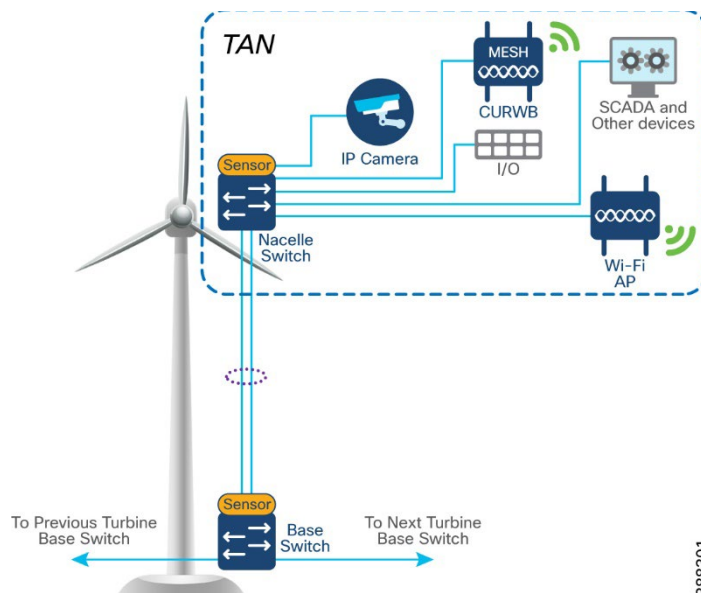 TAN
MESH
CURWB
SCADA and
Other devices
IP Camera
I/O
Sensor
Nacelle
Switch
Wi-Fi
AP
Sensor
To Previous Turbine
Base Switch
Base
Switch
To Next Turbine
Base Switch